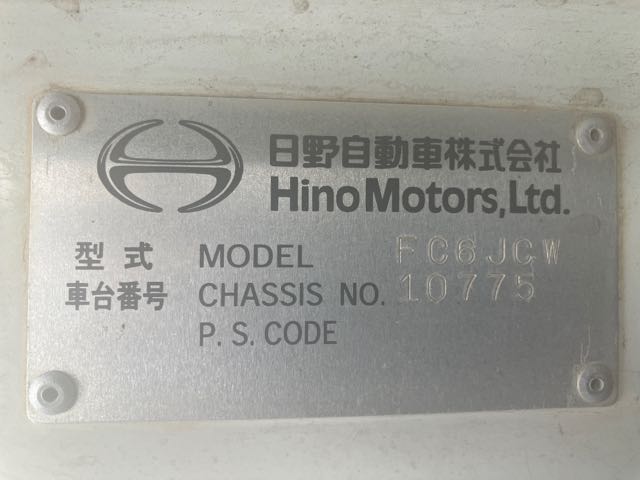 日野自動車株式会社
Hino Motors,Ltd.
型式 MODEL FC6JCW
車台番号 CHASSIS NO. 10775
P.S.CODE